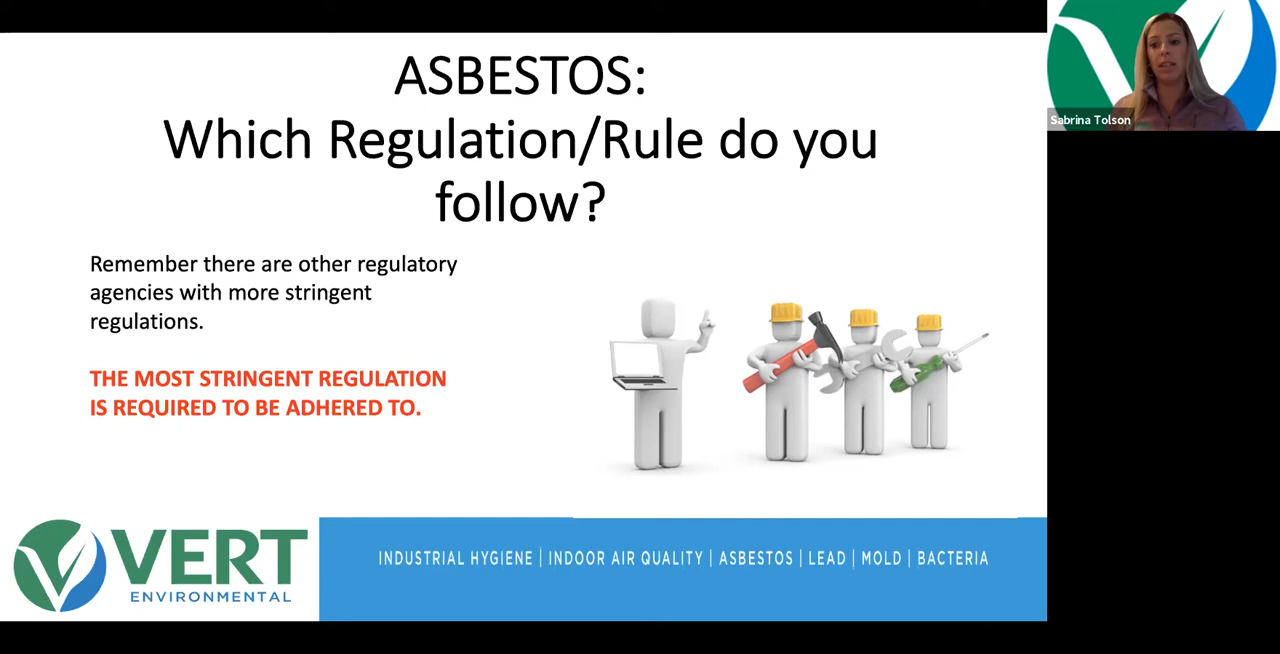 ASBESTOS:
Which Regulation/Rule do you
follow?
Sabrina Tolson
Remember there are other regulatory
agencies with more stringent
regulations.
THE MOST STRINGENT REGULATION
IS REQUIRED TO BE ADHERED TO.
VERT
ENVIRONMENTAL
INDUSTRIAL HYGIENE | INDOOR AIR QUALITY | ASBESTOS | LEAD | MOLD | BACTERIA